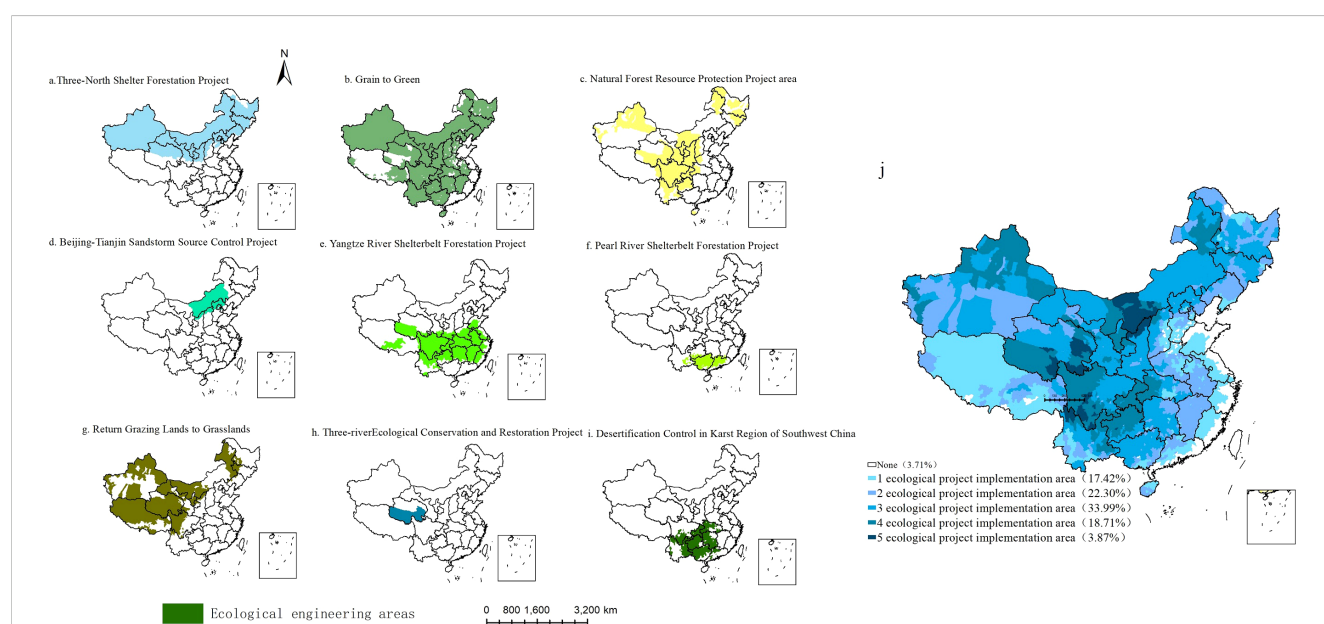 N
a.Three-North Shelter Forestation Project
b. Grain to Green
c. Natural Forest Resource Protection Project area
d. Beijing-Tianjin Sandstorm Source Control Project
e. Yangtze River Shelterbelt Forestation Project
f. Pearl River Shelterbelt Forestation Project
g. Return Grazing Lands to Grasslands
h. Three-riverEcological Conservation and Restoration Project
i. Desertification Control in Karst Region of Southwest China
Ecological engineering areas
0 800 1,600 3,200 km
j
None（3.71%）
1 ecological project implementation area（17.42%）
2 ecological project implementation area（22.30%）
3 ecological project implementation area（33.99%）
4 ecological project implementation area（18.71%）
5 ecological project implementation area（3.87%）